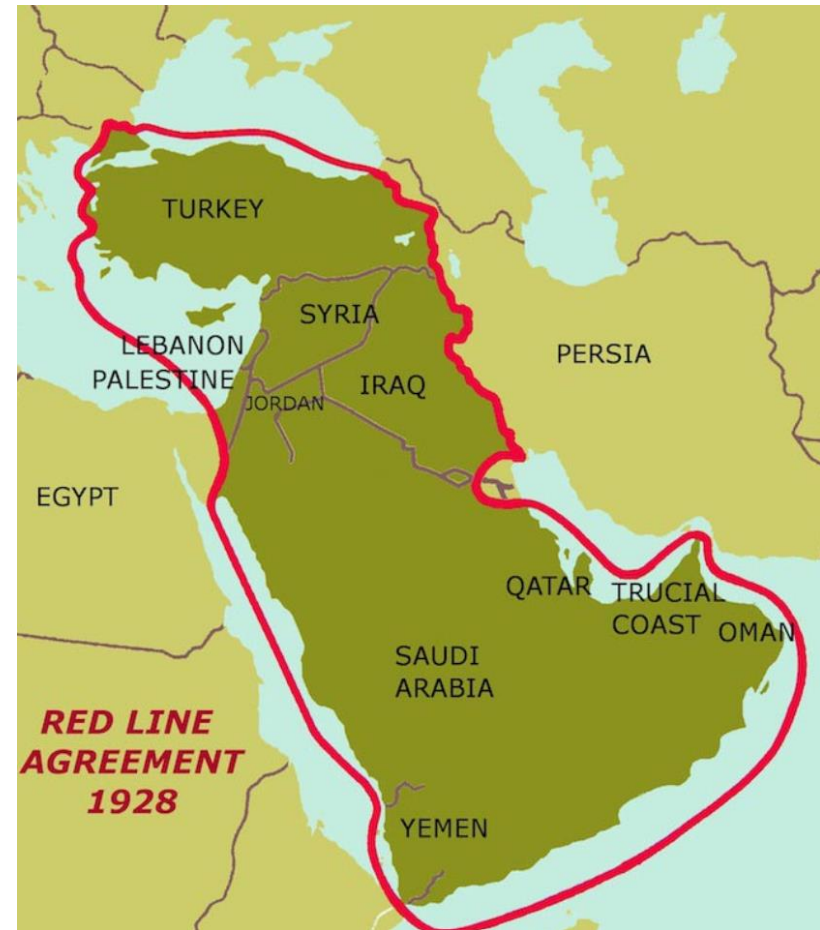 TURKEY
SYRIA
LEBANON
PALESTINE
PERSIA
IRAQ
JORDAN
EGYPT
QATAR
TRUCIAL
COAST
OMAN
SAUDI
ARABIA
RED LINE
AGREEMENT
1928
YEMEN